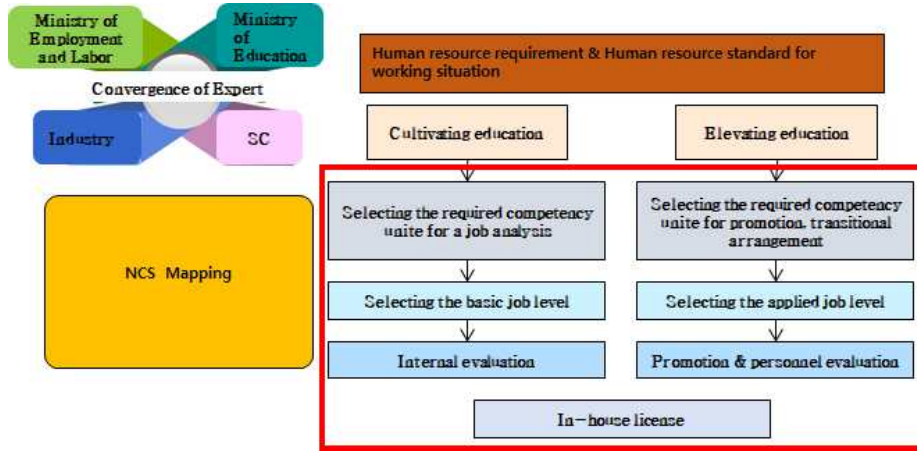 Ministry of
Employment
and Labor
Ministry
of
Education
Convergence of Expert
Industry
SC
Human resource requirement & Human resource standard for
working situation
Cultivating education
Elevating education
Selecting the required competency
unite for a job analysis
Selecting the required competency
unite for promotion, transitional
arrangement
NCS Mapping
Selecting the basic job level
Selecting the applied job level
Internal evaluation
Promotion & personnel evaluation
In-house license